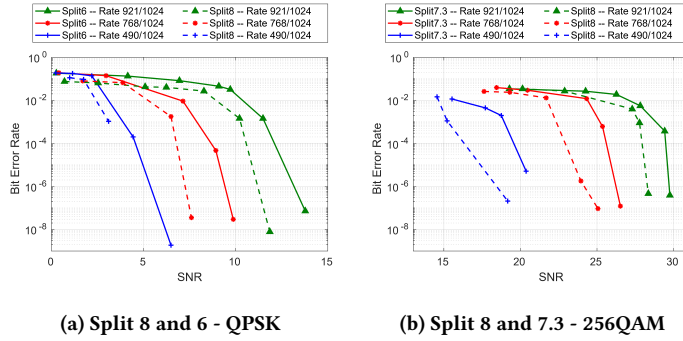 Split6 -- Rate 921/1024 Split8 -- Rate 921/1024
Split6 -- Rate 768/1024 Split8 -- Rate 768/1024
Split6 -- Rate 490/1024 Split8 -- Rate 490/1024
10^0
10^-2
10^-4
10^-6
10^-8
Bit Error Rate
0 5 10 15
SNR
(a) Split 8 and 6 - QPSK
Split7.3 -- Rate 921/1024 Split8 -- Rate 921/1024
Split7.3 -- Rate 768/1024 Split8 -- Rate 768/1024
Split7.3 -- Rate 490/1024 Split8 -- Rate 490/1024
10^0
10^-2
10^-4
10^-6
10^-8
Bit Error Rate
15 20 25 30
SNR
(b) Split 8 and 7.3 - 256QAM